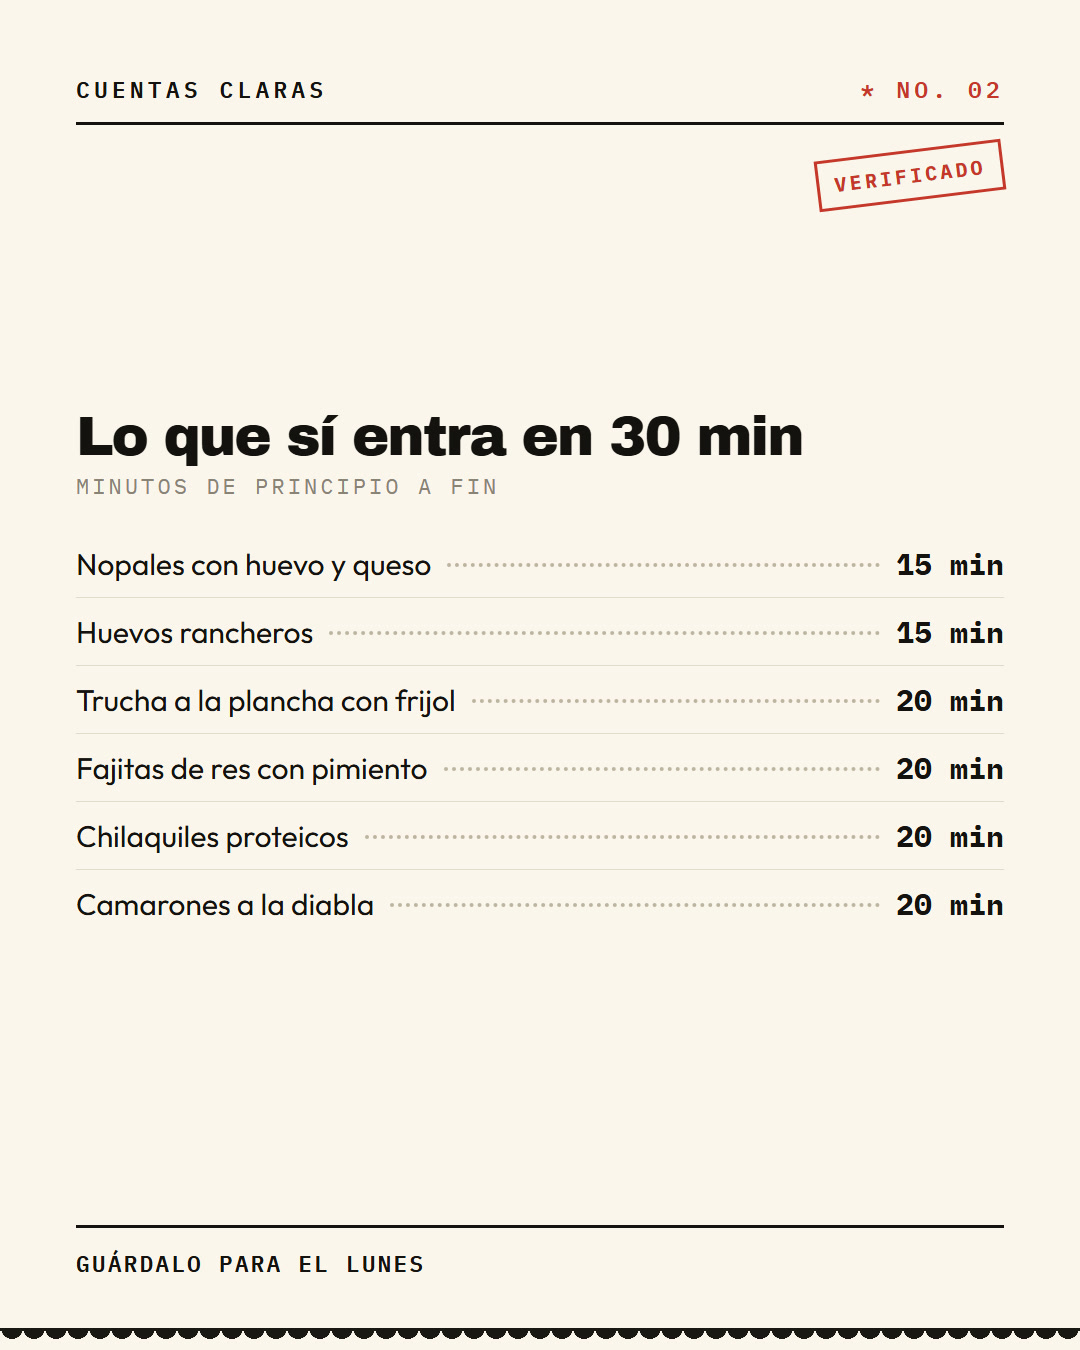 CUENTAS CLARAS * NO. 02
VERIFICADO
Lo que sí entra en 30 min
MINUTOS DE PRINCIPIO A FIN
Nopales con huevo y queso 15 min
Huevos rancheros 15 min
Trucha a la plancha con frijol 20 min
Fajitas de res con pimiento 20 min
Chilaquiles proteicos 20 min
Camarones a la diabla 20 min
GUÁRDALO PARA EL LUNES